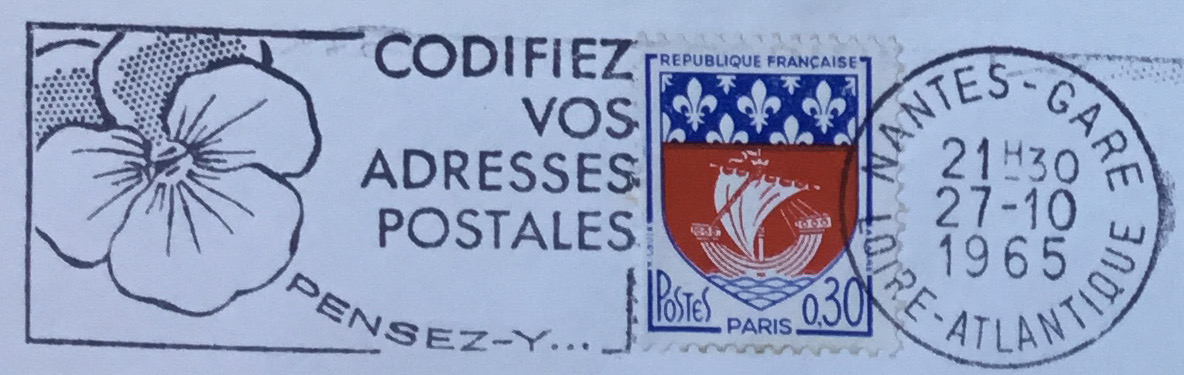 CODIFIEZ
VOS
ADRESSES
POSTALES
PENSEZ-Y...
REPUBLIQUE FRANÇAISE
POSTES
PARIS
0,30
NANTES-GARE
21H30
27-10
1965
LOIRE-ATLANTIQUE